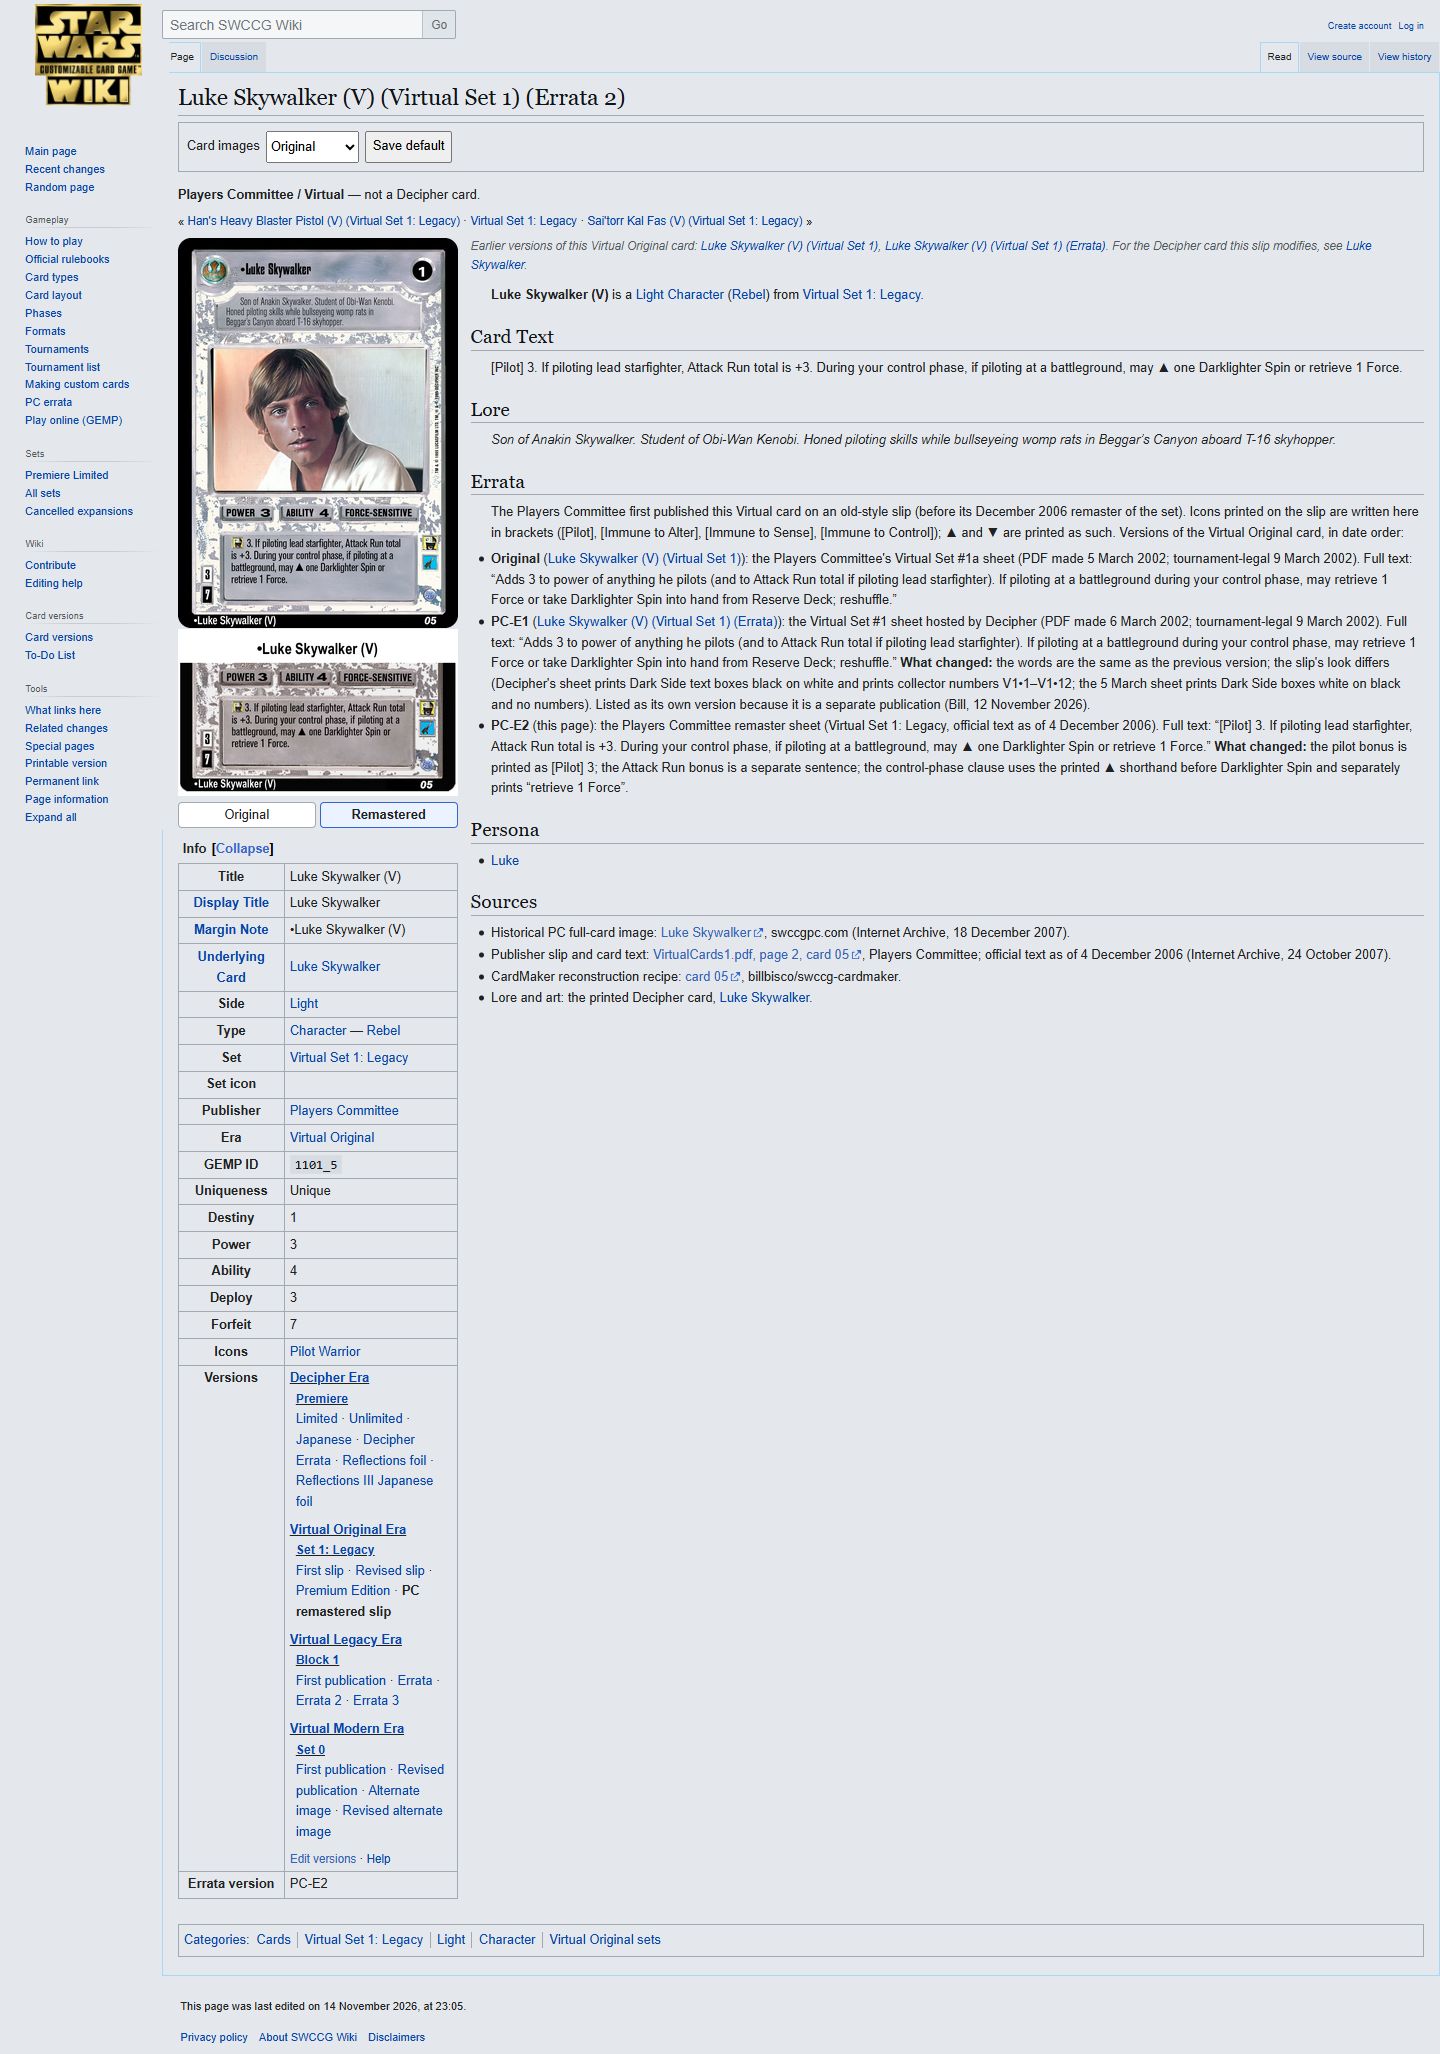 STAR WARS
CUSTOMIZABLE CARD GAME
WIKI
Search SWCCG Wiki
Go
Create account Log in
Page Discussion
Read View source View history
Main page
Recent changes
Random page
Gameplay
How to play
Official rulebooks
Card types
Card layout
Phases
Formats
Tournaments
Tournament list
Making custom cards
PC errata
Play online (GEMP)
Sets
Premiere Limited
All sets
Cancelled expansions
Wiki
Contribute
Editing help
Card versions
Card versions
To-Do List
Tools
What links here
Related changes
Special pages
Printable version
Permanent link
Page information
Expand all
Luke Skywalker (V) (Virtual Set 1) (Errata 2)
Card images Original Save default
Players Committee / Virtual — not a Decipher card.
« Han's Heavy Blaster Pistol (V) (Virtual Set 1: Legacy) · Virtual Set 1: Legacy · Sai'torr Kal Fas (V) (Virtual Set 1: Legacy) »
•Luke Skywalker
1
Son of Anakin Skywalker. Student of Obi-Wan Kenobi.
Honed piloting skills while bullseyeing womp rats in
Beggar's Canyon aboard T-16 skyhopper.
POWER 3 ABILITY 4 FORCE-SENSITIVE
3. If piloting lead starfighter, Attack Run total
is +3. During your control phase, if piloting at a
battleground, may ▲ one Darklighter Spin or
retrieve 1 Force.
3
7
•Luke Skywalker (V) 05
•Luke Skywalker (V)
POWER 3 ABILITY 4 FORCE-SENSITIVE
3. If piloting lead starfighter, Attack Run total
is +3. During your control phase, if piloting at a
battleground, may ▲ one Darklighter Spin or
retrieve 1 Force.
3
7
•Luke Skywalker (V) 05
Original Remastered
Info [Collapse]
Title Luke Skywalker (V)
Display Title Luke Skywalker
Margin Note •Luke Skywalker (V)
Underlying
Card Luke Skywalker
Side Light
Type Character — Rebel
Set Virtual Set 1: Legacy
Set icon
Publisher Players Committee
Era Virtual Original
GEMP ID 1101_5
Uniqueness Unique
Destiny 1
Power 3
Ability 4
Deploy 3
Forfeit 7
Icons Pilot Warrior
Versions Decipher Era
Premiere
Limited · Unlimited ·
Japanese · Decipher
Errata · Reflections foil ·
Reflections III Japanese
foil
Virtual Original Era
Set 1: Legacy
First slip · Revised slip ·
Premium Edition · PC
remastered slip
Virtual Legacy Era
Block 1
First publication · Errata ·
Errata 2 · Errata 3
Virtual Modern Era
Set 0
First publication · Revised
publication · Alternate
image · Revised alternate
image
Edit versions · Help
Errata version PC-E2
Earlier versions of this Virtual Original card: Luke Skywalker (V) (Virtual Set 1), Luke Skywalker (V) (Virtual Set 1) (Errata). For the Decipher card this slip modifies, see Luke
Skywalker.
Luke Skywalker (V) is a Light Character (Rebel) from Virtual Set 1: Legacy.
Card Text
[Pilot] 3. If piloting lead starfighter, Attack Run total is +3. During your control phase, if piloting at a battleground, may ▲ one Darklighter Spin or retrieve 1 Force.
Lore
Son of Anakin Skywalker. Student of Obi-Wan Kenobi. Honed piloting skills while bullseyeing womp rats in Beggar's Canyon aboard T-16 skyhopper.
Errata
The Players Committee first published this Virtual card on an old-style slip (before its December 2006 remaster of the set). Icons printed on the slip are written here
in brackets ([Pilot], [Immune to Alter], [Immune to Sense], [Immune to Control]); ▲ and ▼ are printed as such. Versions of the Virtual Original card, in date order:
• Original (Luke Skywalker (V) (Virtual Set 1)): the Players Committee's Virtual Set #1a sheet (PDF made 5 March 2002; tournament-legal 9 March 2002). Full text:
“Adds 3 to power of anything he pilots (and to Attack Run total if piloting lead starfighter). If piloting at a battleground during your control phase, may retrieve 1
Force or take Darklighter Spin into hand from Reserve Deck; reshuffle.”
• PC-E1 (Luke Skywalker (V) (Virtual Set 1) (Errata)): the Virtual Set #1 sheet hosted by Decipher (PDF made 6 March 2002; tournament-legal 9 March 2002). Full
text: “Adds 3 to power of anything he pilots (and to Attack Run total if piloting lead starfighter). If piloting at a battleground during your control phase, may retrieve 1
Force or take Darklighter Spin into hand from Reserve Deck; reshuffle.” What changed: the words are the same as the previous version; the slip's look differs
(Decipher's sheet prints Dark Side text boxes black on white and prints collector numbers V1•1–V1•12; the 5 March sheet prints Dark Side boxes white on black
and no numbers). Listed as its own version because it is a separate publication (Bill, 12 November 2026).
• PC-E2 (this page): the Players Committee remaster sheet (Virtual Set 1: Legacy, official text as of 4 December 2006). Full text: “[Pilot] 3. If piloting lead starfighter,
Attack Run total is +3. During your control phase, if piloting at a battleground, may ▲ one Darklighter Spin or retrieve 1 Force.” What changed: the pilot bonus is
printed as [Pilot] 3; the Attack Run bonus is a separate sentence; the control-phase clause uses the printed ▲ shorthand before Darklighter Spin and separately
prints “retrieve 1 Force”.
Persona
• Luke
Sources
• Historical PC full-card image: Luke Skywalker, swccgpc.com (Internet Archive, 18 December 2007).
• Publisher slip and card text: VirtualCards1.pdf, page 2, card 05, Players Committee; official text as of 4 December 2006 (Internet Archive, 24 October 2007).
• CardMaker reconstruction recipe: card 05, billbisco/swccg-cardmaker.
• Lore and art: the printed Decipher card, Luke Skywalker.
Categories: Cards | Virtual Set 1: Legacy | Light | Character | Virtual Original sets
This page was last edited on 14 November 2026, at 23:05.
Privacy policy About SWCCG Wiki Disclaimers